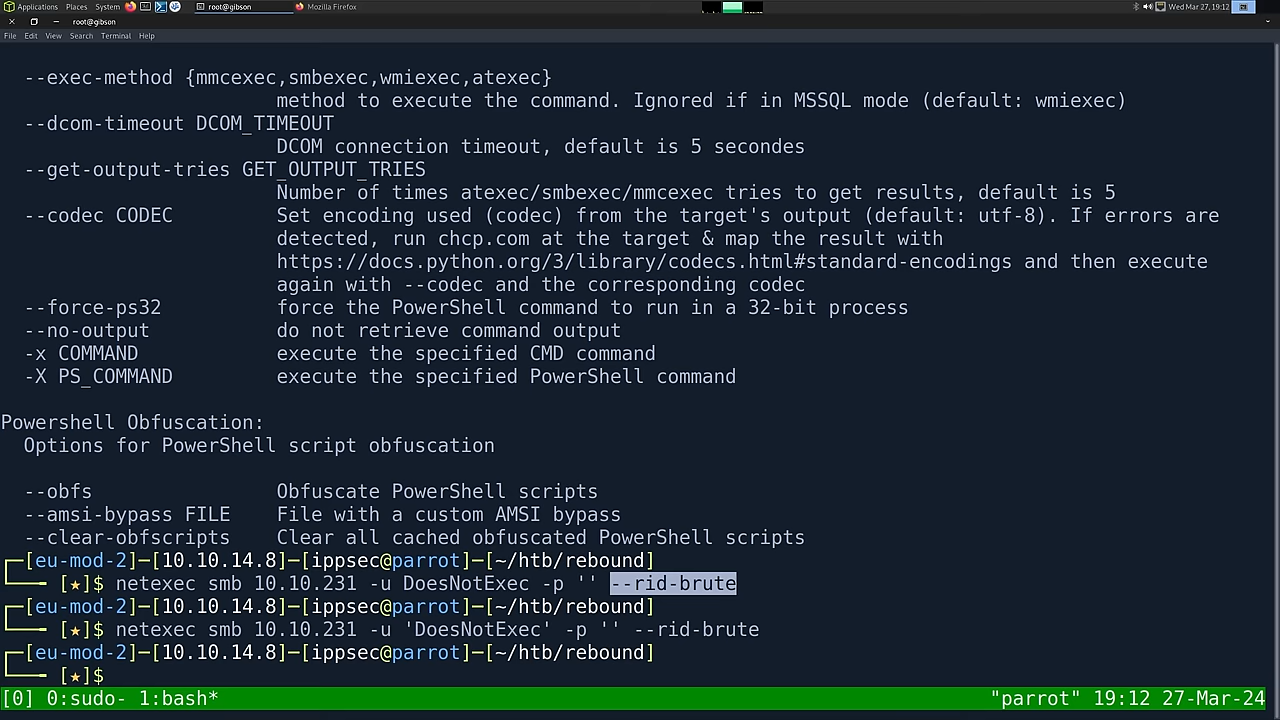 Applications Places System root@gibson Mozilla Firefox Wed Mar 27, 19:12
root@gibson
File Edit View Search Terminal Help
--exec-method {mmcexec,smbexec,wmiexec,atexec}
method to execute the command. Ignored if in MSSQL mode (default: wmiexec)
--dcom-timeout DCOM_TIMEOUT
DCOM connection timeout, default is 5 secondes
--get-output-tries GET_OUTPUT_TRIES
Number of times atexec/smbexec/mmcexec tries to get results, default is 5
--codec CODEC Set encoding used (codec) from the target's output (default: utf-8). If errors are
detected, run chcp.com at the target & map the result with
https://docs.python.org/3/library/codecs.html#standard-encodings and then execute
again with --codec and the corresponding codec
--force-ps32 force the PowerShell command to run in a 32-bit process
--no-output do not retrieve command output
-x COMMAND execute the specified CMD command
-X PS_COMMAND execute the specified PowerShell command
Powershell Obfuscation:
Options for PowerShell script obfuscation
--obfs Obfuscate PowerShell scripts
--amsi-bypass FILE File with a custom AMSI bypass
--clear-obfscripts Clear all cached obfuscated PowerShell scripts
┌─[eu-mod-2]─[10.10.14.8]─[ippsec@parrot]─[~/htb/rebound]
└──╼ [★]$ netexec smb 10.10.231 -u DoesNotExec -p '' --rid-brute
┌─[eu-mod-2]─[10.10.14.8]─[ippsec@parrot]─[~/htb/rebound]
└──╼ [★]$ netexec smb 10.10.231 -u 'DoesNotExec' -p '' --rid-brute
┌─[eu-mod-2]─[10.10.14.8]─[ippsec@parrot]─[~/htb/rebound]
└──╼ [★]$
[0] 0:sudo- 1:bash* "parrot" 19:12 27-Mar-24